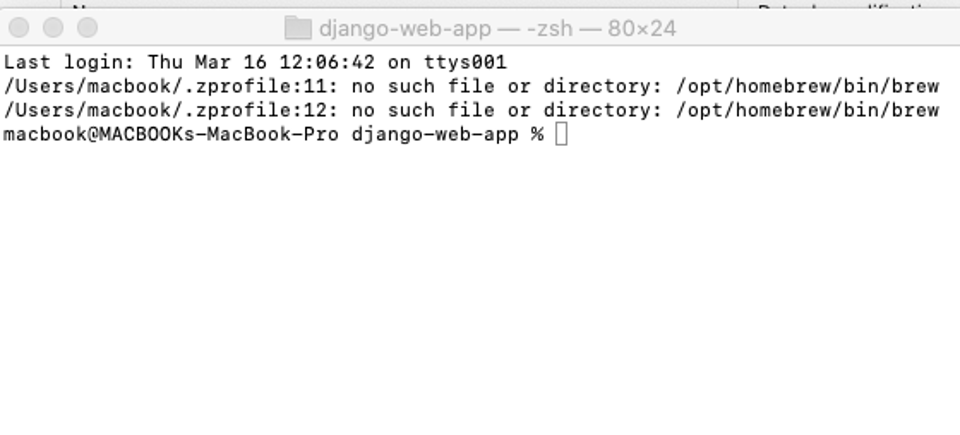 django-web-app — -zsh — 80×24
Last login: Thu Mar 16 12:06:42 on ttys001
/Users/macbook/.zprofile:11: no such file or directory: /opt/homebrew/bin/brew
/Users/macbook/.zprofile:12: no such file or directory: /opt/homebrew/bin/brew
macbook@MACBOOKs-MacBook-Pro django-web-app %